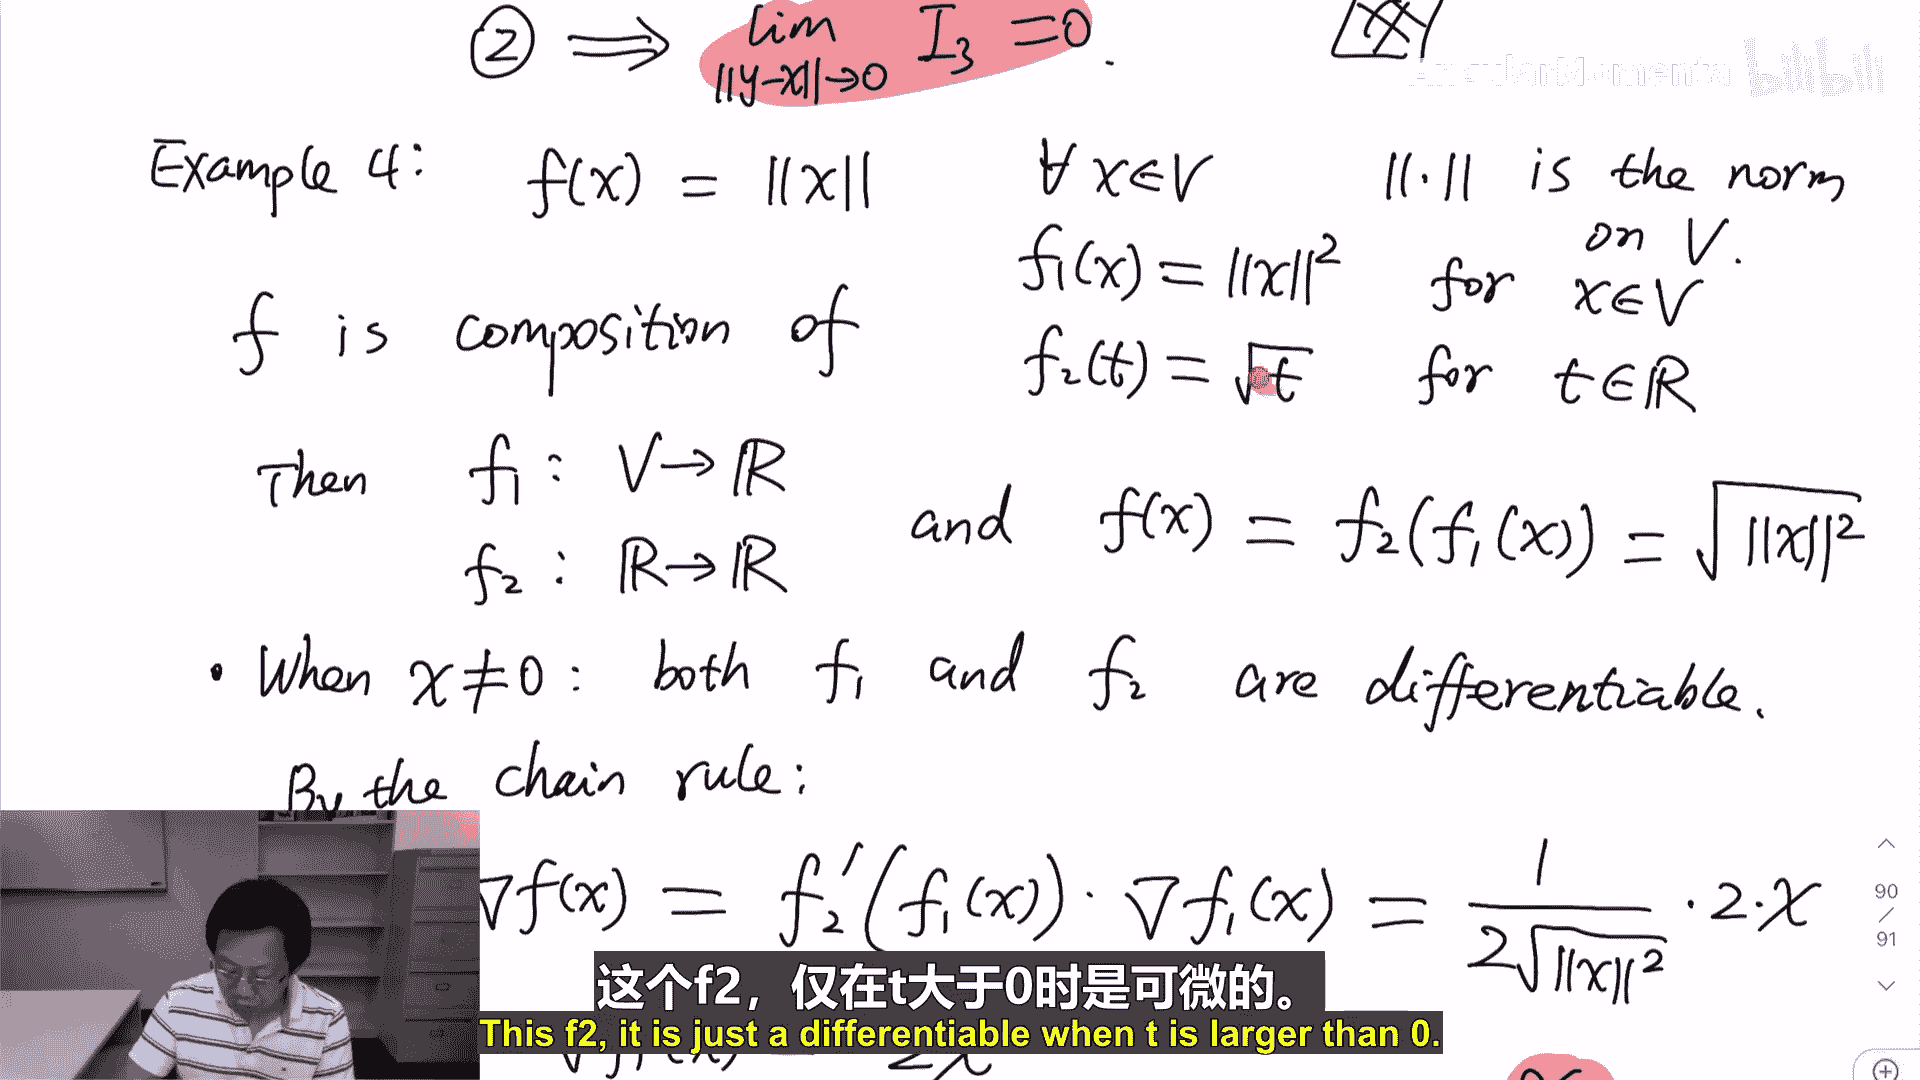 ② ⟹ lim I₃ = 0 .
||y-x||→0
AngularMomenta bilibili
Example 4: f(x) = ||x|| ∀ x∈V ||·|| is the norm
on V.
f₁(x) = ||x||² for x∈V
f is composition of
f₂(t) = √t for t∈ℝ
Then f₁ : V→ℝ
and f(x) = f₂(f₁(x)) = √||x||²
f₂ : ℝ→ℝ
• When x≠0 : both f₁ and f₂ are differentiable.
By the chain rule:
∇f(x) = f₂′(f₁(x)) · ∇f₁(x) = 1/(2√||x||²) · 2·x
90
/
91
这个f2，仅在t大于0时是可微的。
This f2, it is just a differentiable when t is larger than 0.